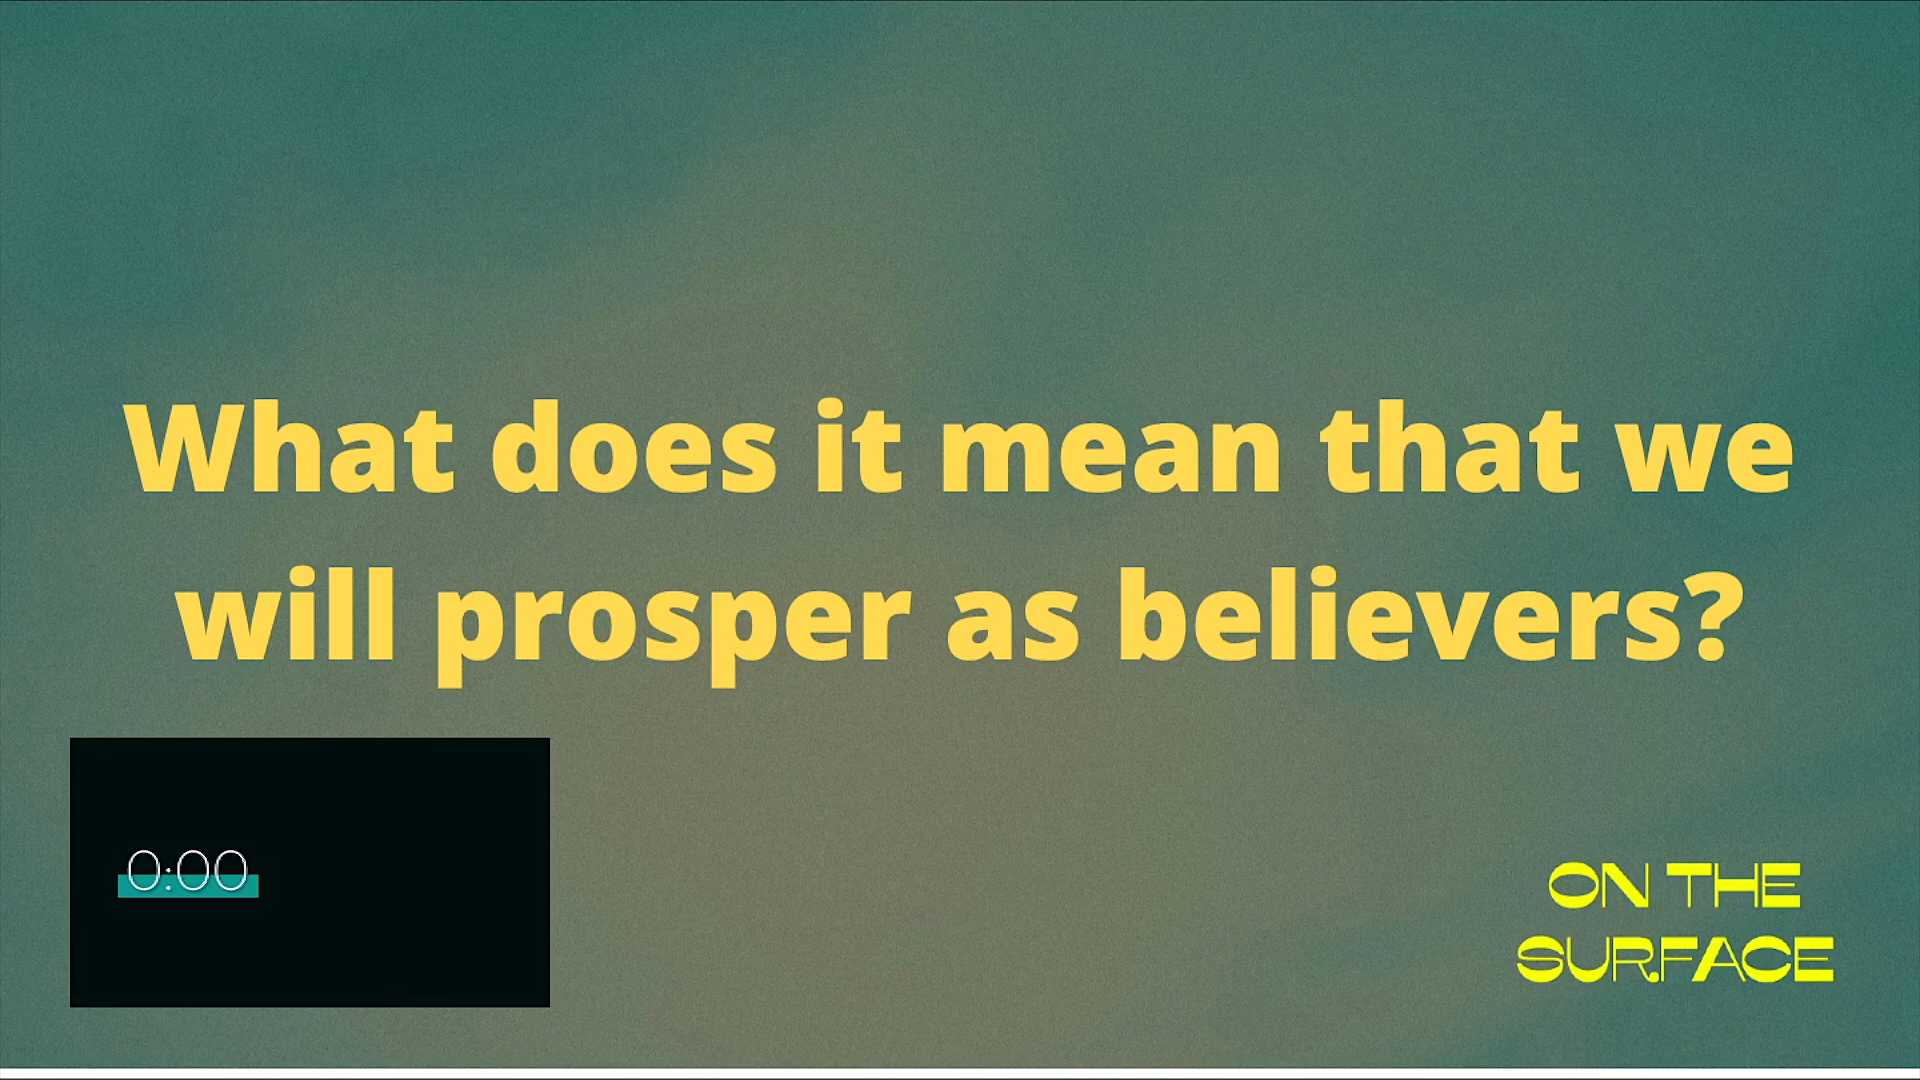 What does it mean that we
will prosper as believers?
0:00
ON THE
SURFACE